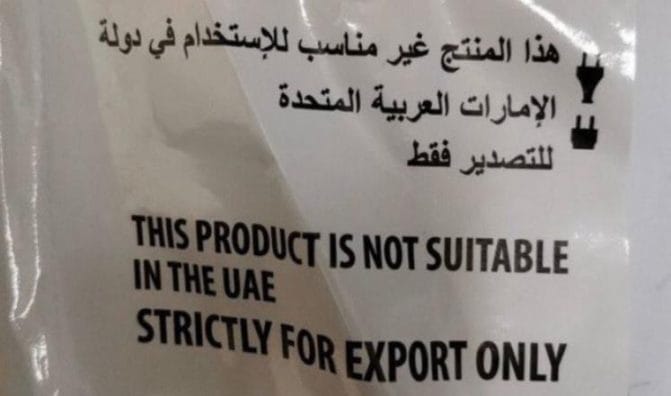 هذا المنتج غير مناسب للإستخدام في دولة
الإمارات العربية المتحدة
للتصدير فقط
THIS PRODUCT IS NOT SUITABLE
IN THE UAE
STRICTLY FOR EXPORT ONLY